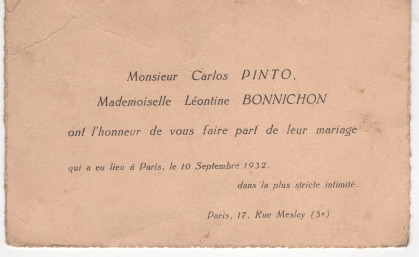 Monsieur Carlos PINTO,
Mademoiselle Léontine BONNICHON
ont l'honneur de vous faire part de leur mariage
qui a eu lieu à Paris, le 10 Septembre 1932.
dans la plus stricte intimité.
Paris, 17, Rue Meslay (3e)